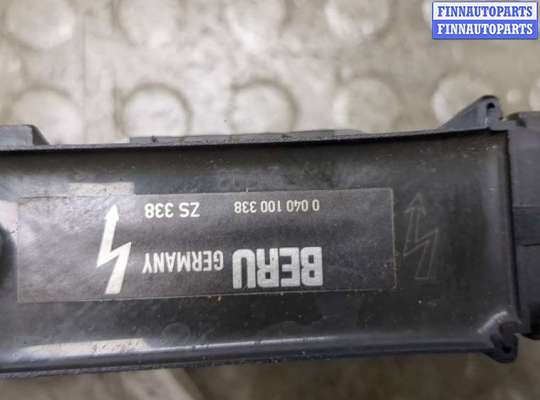 FINNAUTOPARTS
FINNAUTOPARTS
BERU GERMANY
0 040 100 338 ZS 338